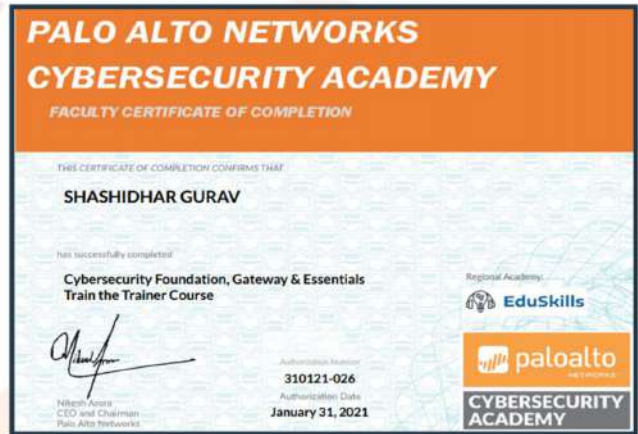 PALO ALTO NETWORKS
CYBERSECURITY ACADEMY
FACULTY CERTIFICATE OF COMPLETION
THIS CERTIFICATE OF COMPLETION CONFIRMS THAT
SHASHIDHAR GURAV
has successfully completed
Cybersecurity Foundation, Gateway & Essentials
Train the Trainer Course
Nikesh Arora
CEO and Chairman
Palo Alto Networks
Authorization Number
310121-026
Authorization Date
January 31, 2021
Regional Academy:
EduSkills
paloalto
NETWORKS
CYBERSECURITY
ACADEMY